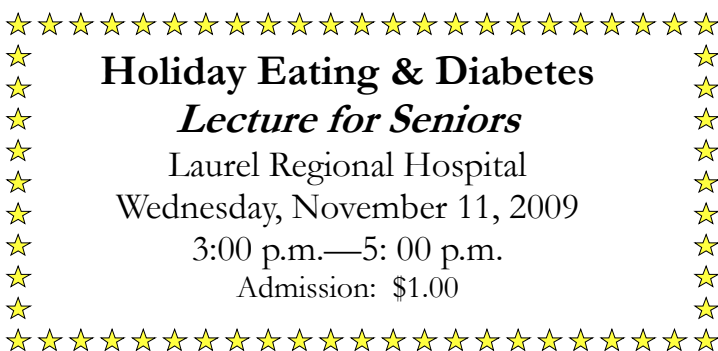 Holiday Eating & Diabetes
Lecture for Seniors
Laurel Regional Hospital
Wednesday, November 11, 2009
3:00 p.m.—5: 00 p.m.
Admission:  $1.00